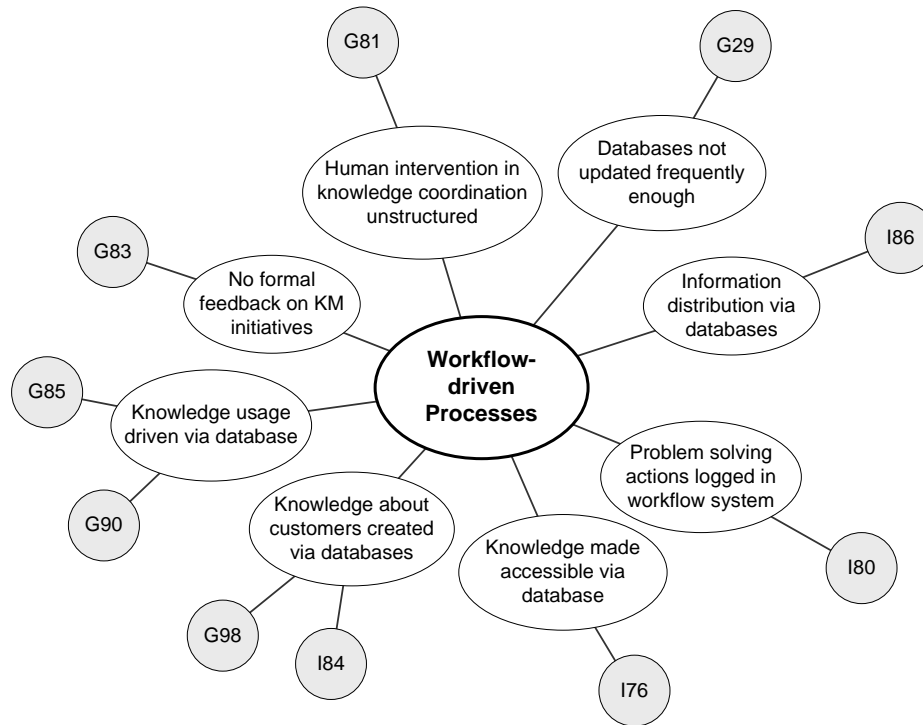 G81
G29
Human intervention in
knowledge coordination
unstructured
Databases not
updated frequently
enough
G83
I86
No formal
feedback on KM
initiatives
Information
distribution via
databases
Workflow-
driven
Processes
G85
Knowledge usage
driven via database
Problem solving
actions logged in
workflow system
G90
Knowledge about
customers created
via databases
Knowledge made
accessible via
database
I80
G98
I84
I76